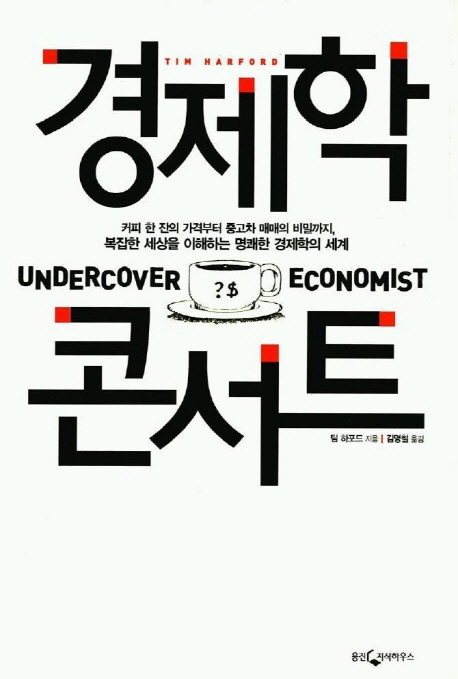 TIM HARFORD
경제학
커피 한 잔의 가격부터 중고차 매매의 비밀까지,
복잡한 세상을 이해하는 명쾌한 경제학의 세계
UNDERCOVER ECONOMIST
?$
콘서트
팀 하포드 지음 | 김명철 옮김
웅진 지식하우스